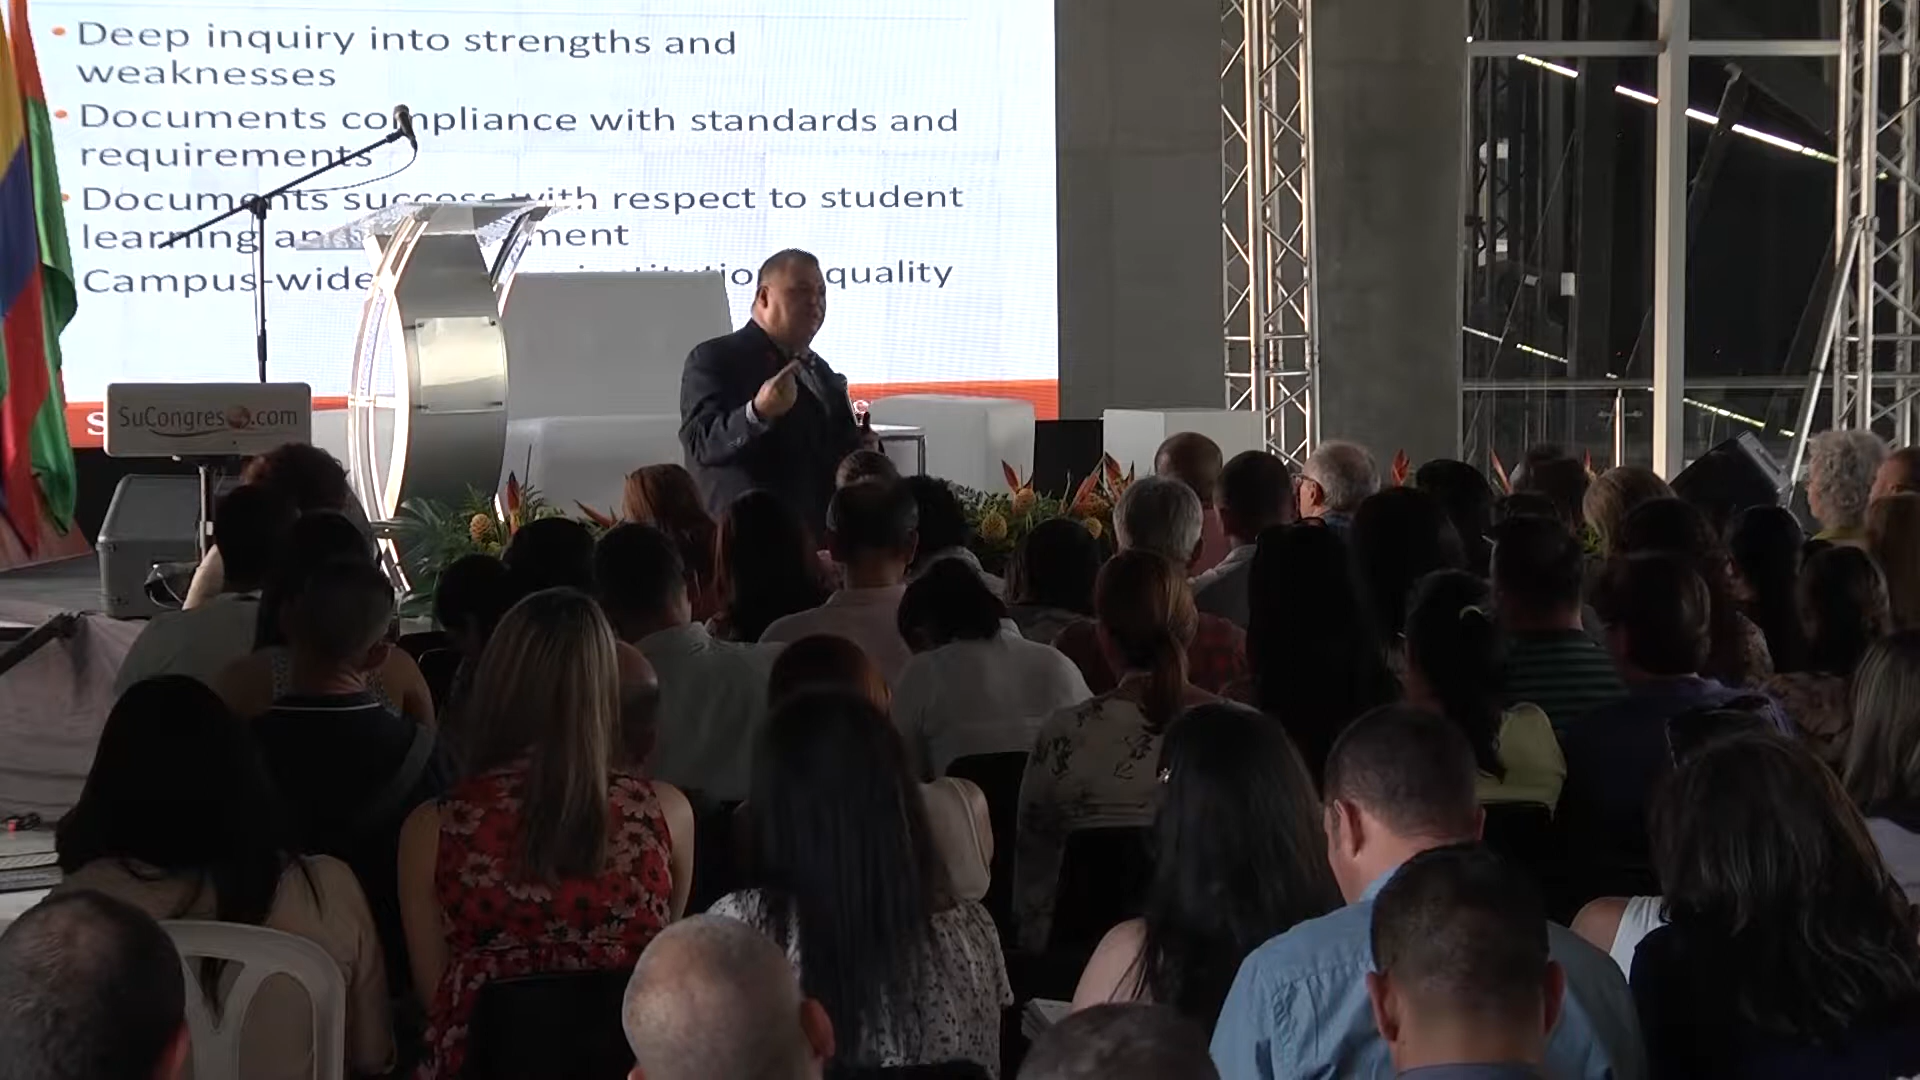 • Deep inquiry into strengths and
weaknesses
• Documents compliance with standards and
requirements
• Documents success with respect to student
learning
Campus-wide quality
SuCongreso.com